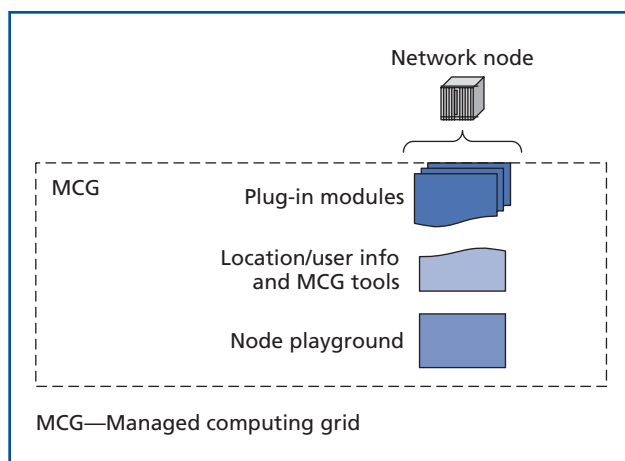 Network node
MCG
Plug-in modules
Location/user info
and MCG tools
Node playground
MCG—Managed computing grid